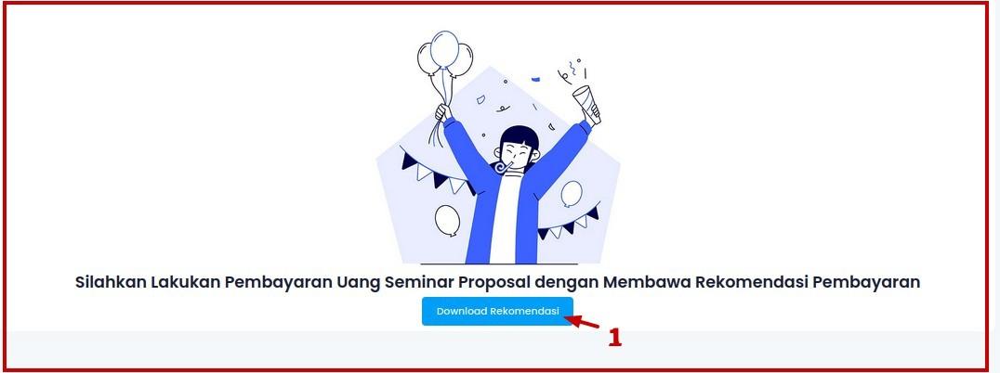 Silahkan Lakukan Pembayaran Uang Seminar Proposal dengan Membawa Rekomendasi Pembayaran
Download Rekomendasi
1